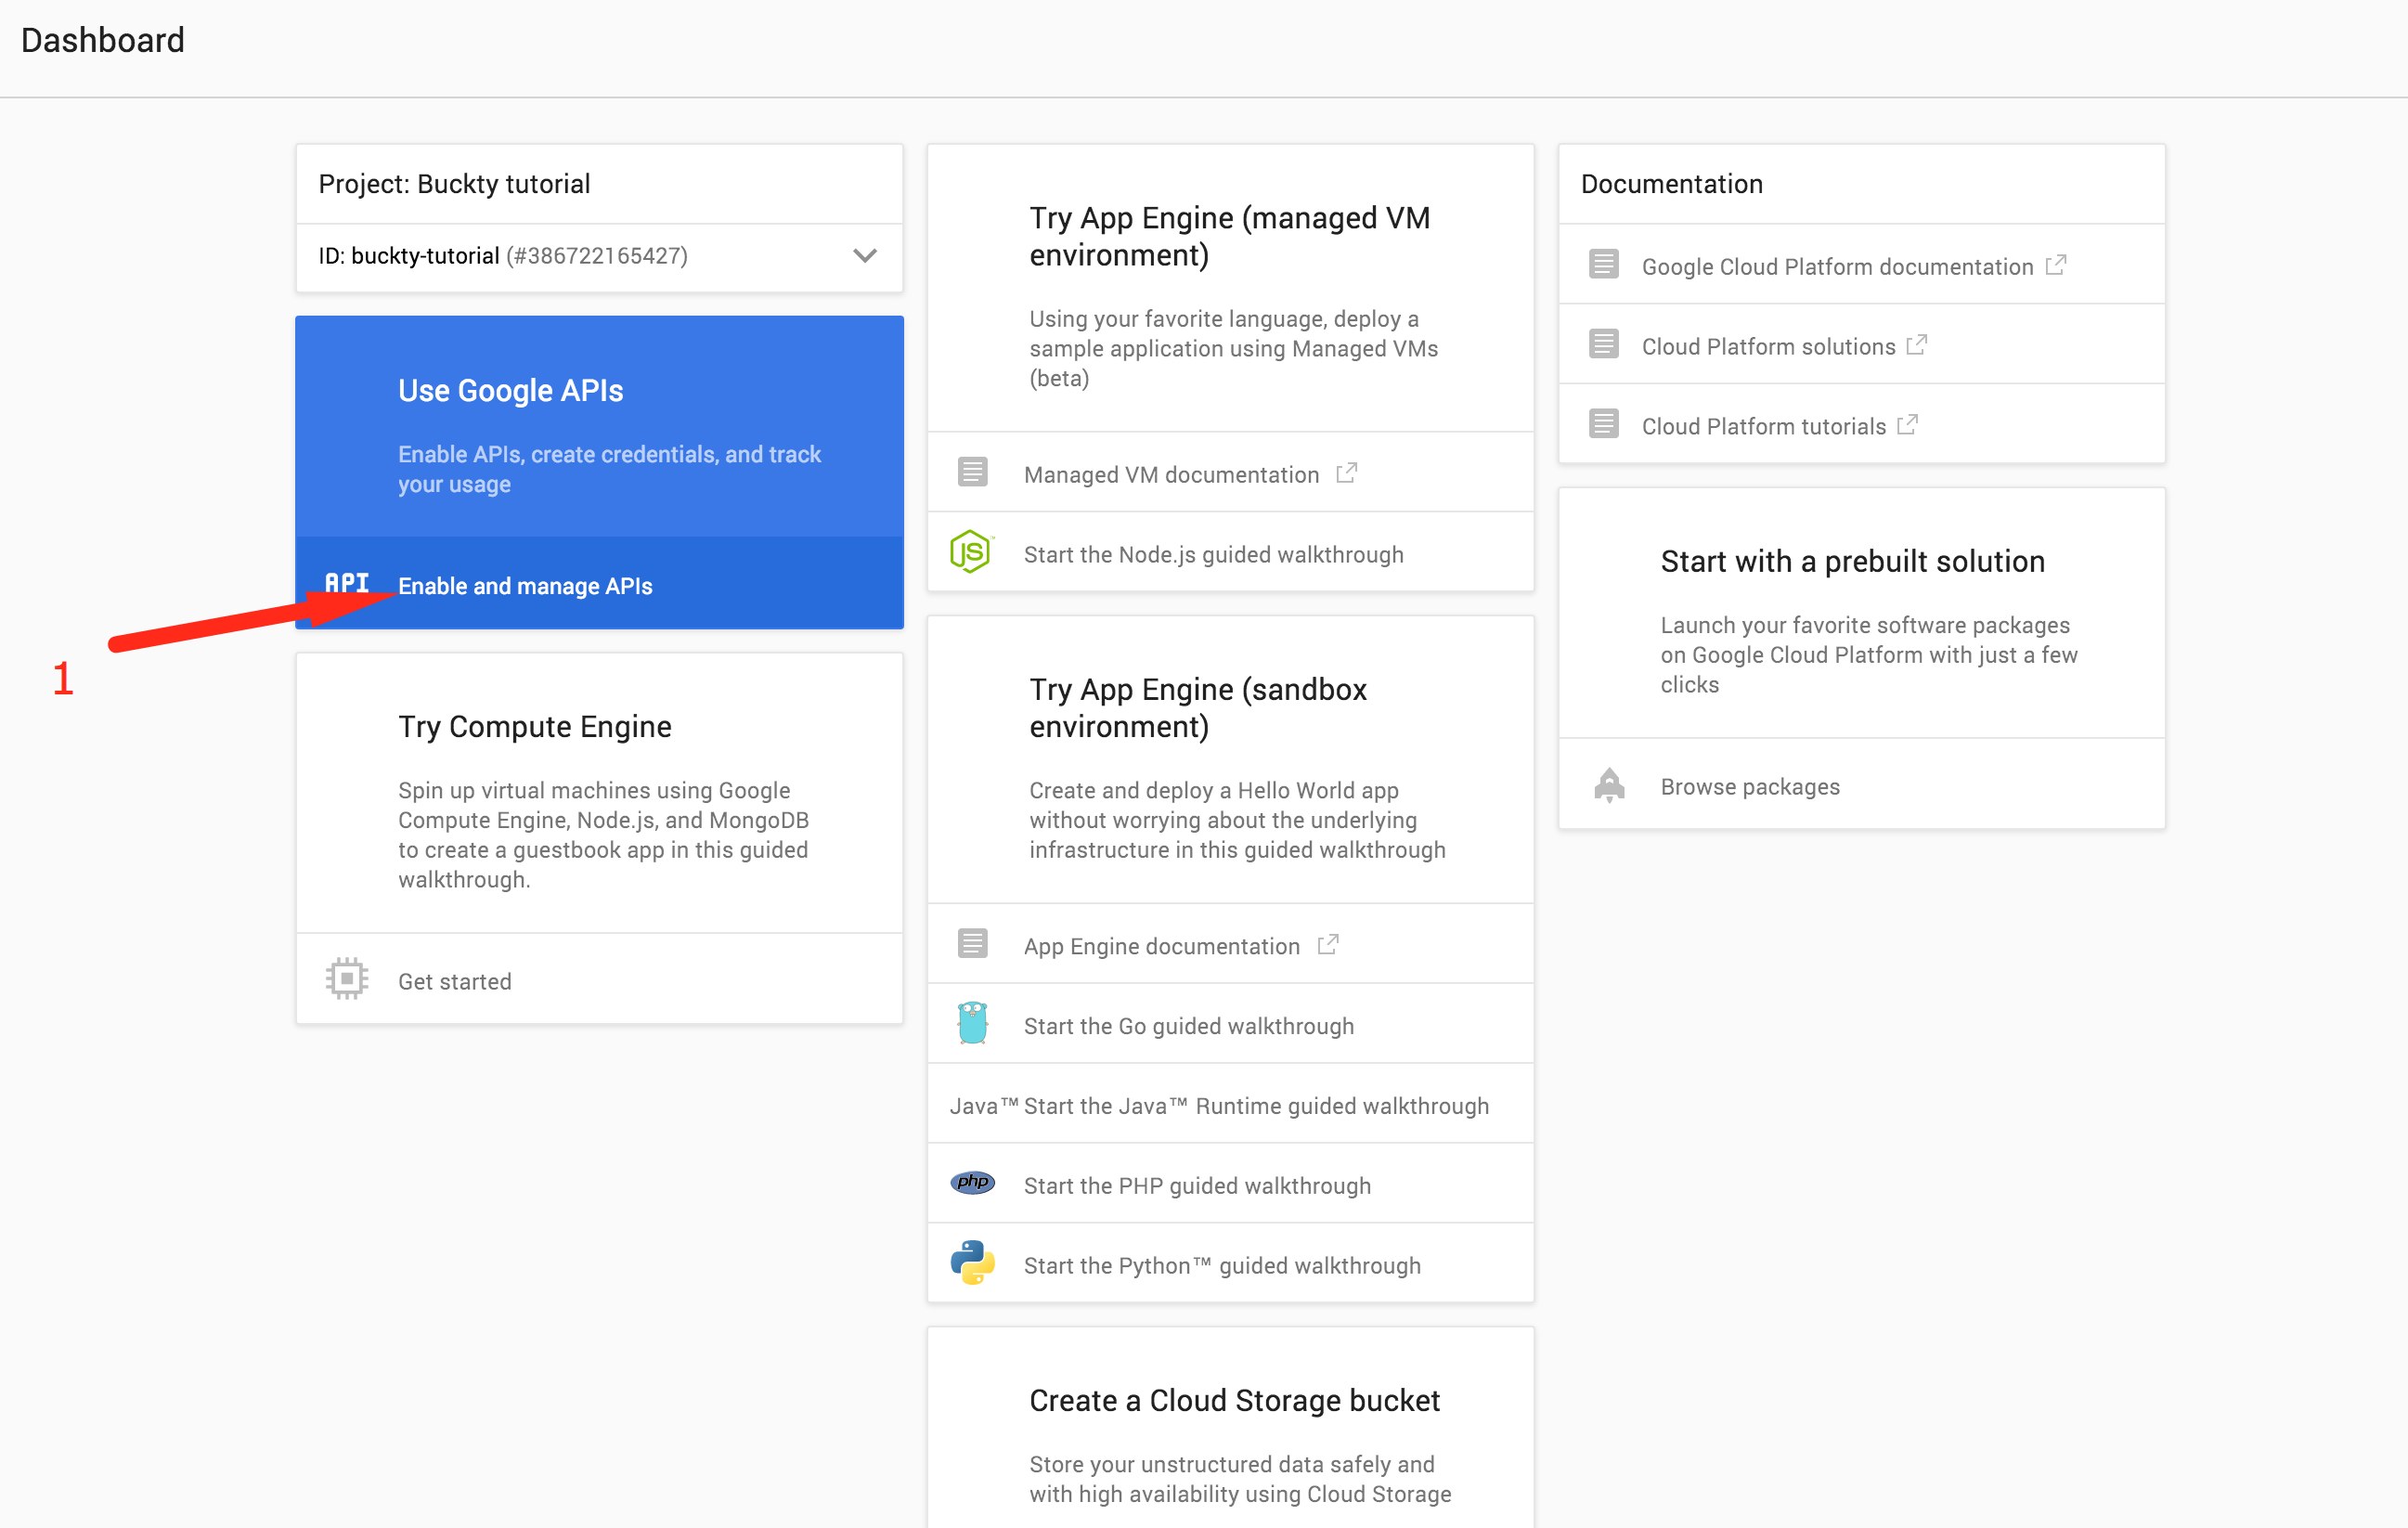 Dashboard
Project: Buckty tutorial
ID: buckty-tutorial (#386722165427)
Use Google APIs
Enable APIs, create credentials, and track
your usage
API
Enable and manage APIs
1
Try Compute Engine
Spin up virtual machines using Google
Compute Engine, Node.js, and MongoDB
to create a guestbook app in this guided
walkthrough.
Get started
Try App Engine (managed VM
environment)
Using your favorite language, deploy a
sample application using Managed VMs
(beta)
Managed VM documentation
JS
Start the Node.js guided walkthrough
Try App Engine (sandbox
environment)
Create and deploy a Hello World app
without worrying about the underlying
infrastructure in this guided walkthrough
App Engine documentation
Start the Go guided walkthrough
Java™ Start the Java™ Runtime guided walkthrough
php
Start the PHP guided walkthrough
Start the Python™ guided walkthrough
Create a Cloud Storage bucket
Store your unstructured data safely and
with high availability using Cloud Storage
Documentation
Google Cloud Platform documentation
Cloud Platform solutions
Cloud Platform tutorials
Start with a prebuilt solution
Launch your favorite software packages
on Google Cloud Platform with just a few
clicks
Browse packages